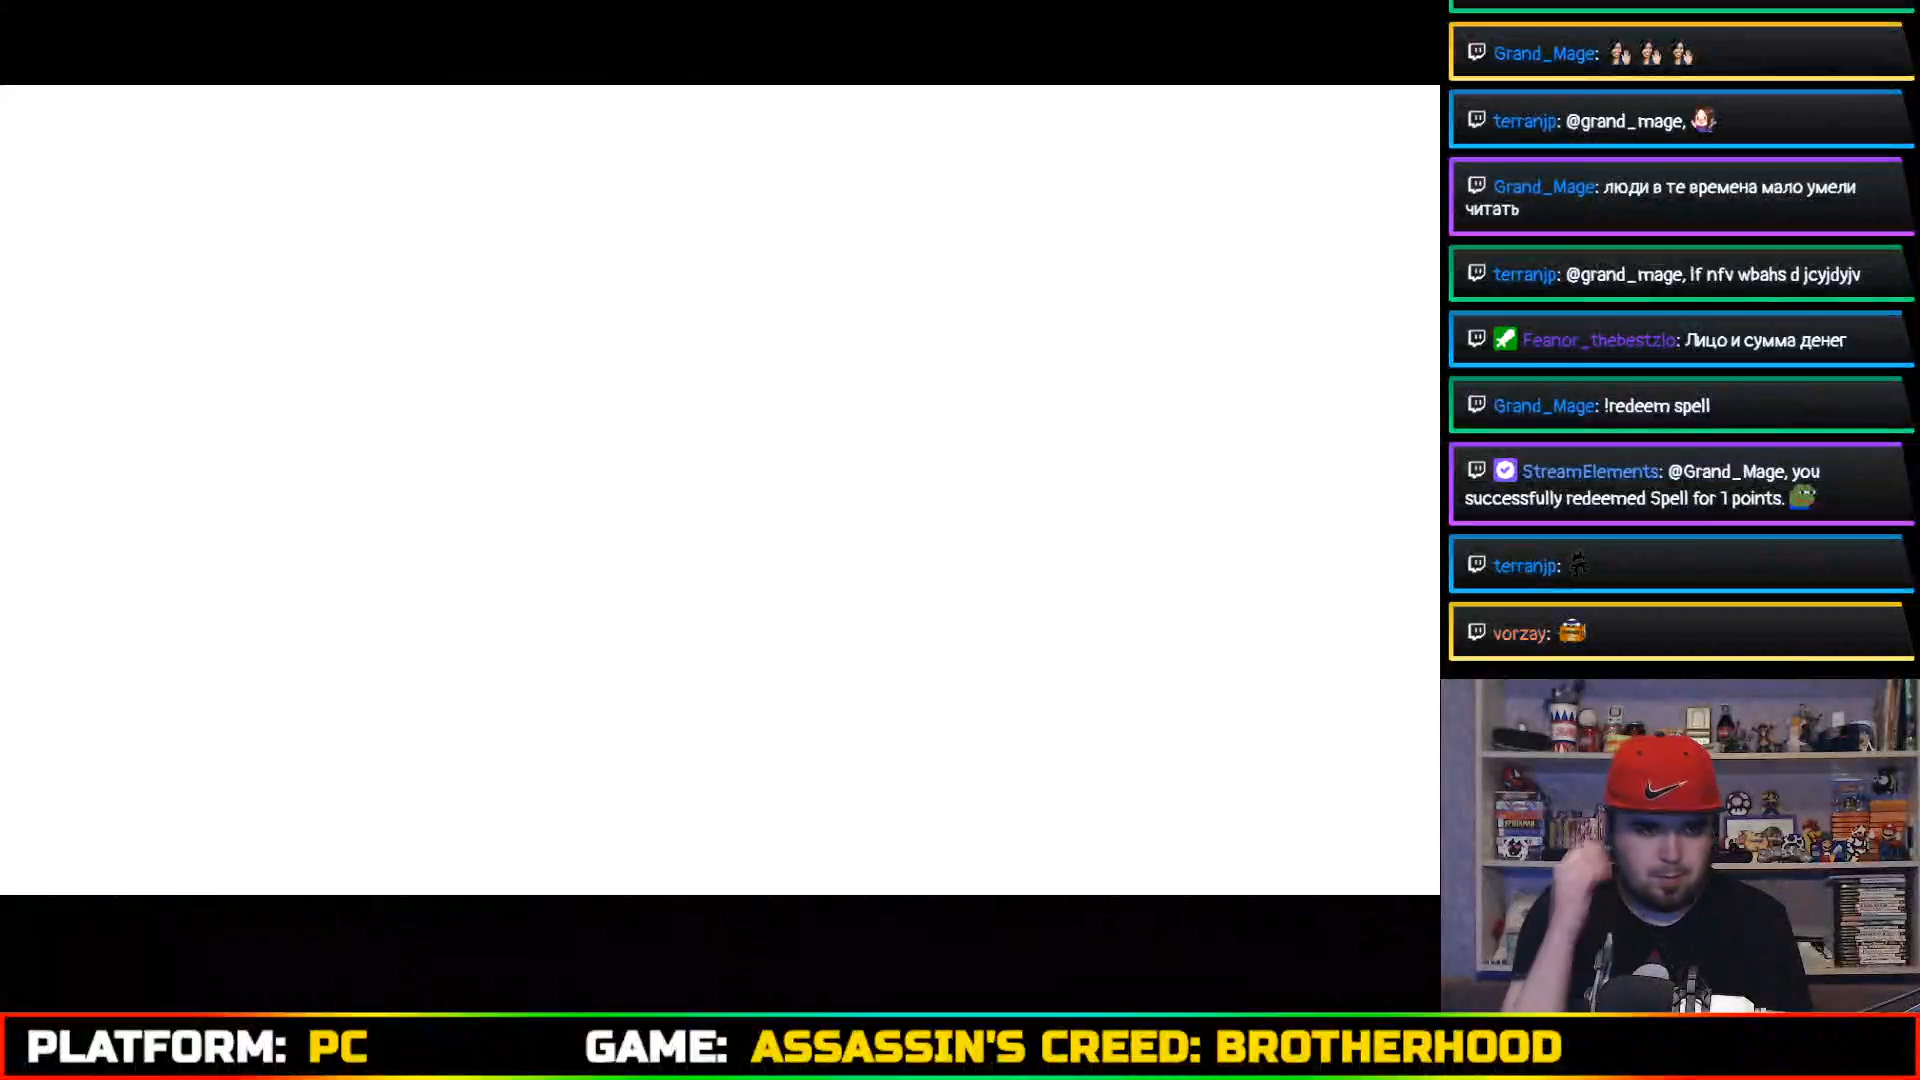 Grand_Mage:
terranjp: @grand_mage,
Grand_Mage: люди в те времена мало умели
читать
terranjp: @grand_mage, lf nfv wbahs d jcyjdyjv
Feanor_thebestzlo: Лицо и сумма денег
Grand_Mage: !redeem spell
StreamElements: @Grand_Mage, you
successfully redeemed Spell for 1 points.
terranjp:
vorzay:
PLATFORM: PC GAME: ASSASSIN'S CREED: BROTHERHOOD